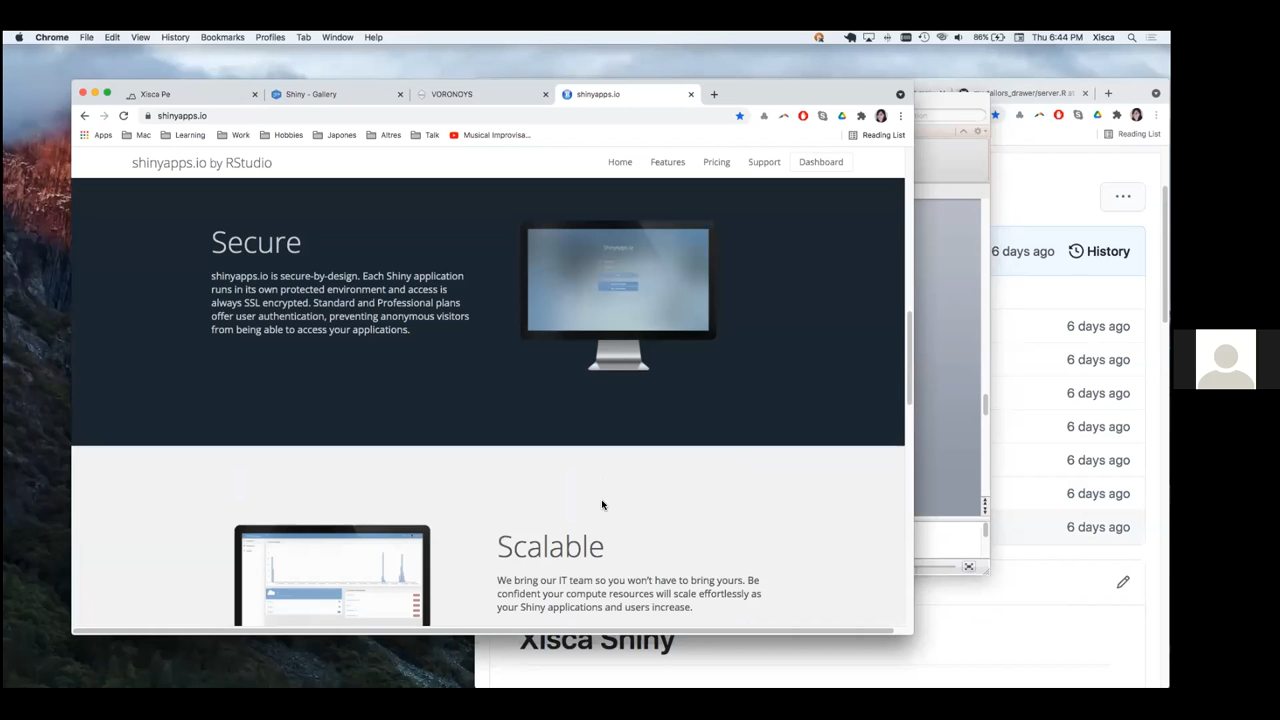 Chrome File Edit View History Bookmarks Profiles Tab Window Help
86% Thu 6:44 PM Xisca
Xisca Pe
Shiny - Gallery
VORONOYS
shinyapps.io
tailors_drawer/server.R at
shinyapps.io
Apps Mac Learning Work Hobbies Japones Altres Talk Musical Improvisa... Reading List
Reading List
shinyapps.io by RStudio
Home Features Pricing Support Dashboard
Secure
shinyapps.io is secure-by-design. Each Shiny application
runs in its own protected environment and access is
always SSL encrypted. Standard and Professional plans
offer user authentication, preventing anonymous visitors
from being able to access your applications.
Scalable
We bring our IT team so you won't have to bring yours. Be
confident your compute resources will scale effortlessly as
your Shiny applications and users increase.
6 days ago History
6 days ago
6 days ago
6 days ago
6 days ago
6 days ago
6 days ago
6 days ago
Xisca Shiny